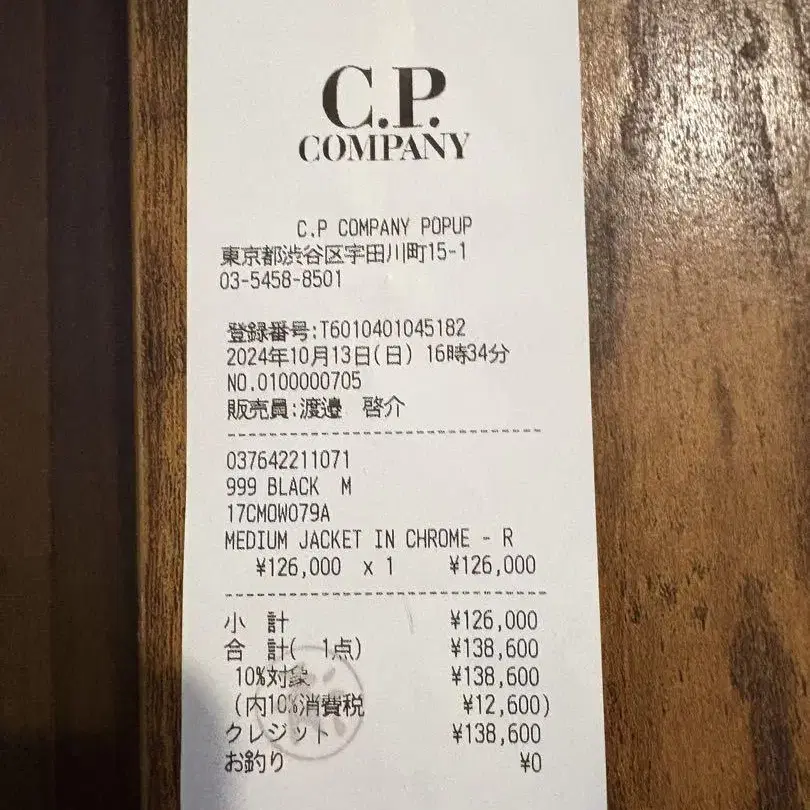 C.P.
COMPANY
C.P COMPANY POPUP
東京都渋谷区宇田川町15-1
03-5458-8501
登録番号:T6010401045182
2024年10月13日(日) 16時34分
NO.0100000705
販売員:渡邉 啓介
037642211071
999 BLACK M
17CMOW079A
MEDIUM JACKET IN CHROME - R
¥126,000 x 1 ¥126,000
小 計 ¥126,000
合 計( 1点) ¥138,600
10%対象 ¥138,600
(内10%消費税 ¥12,600)
クレジット ¥138,600
お釣り ¥0